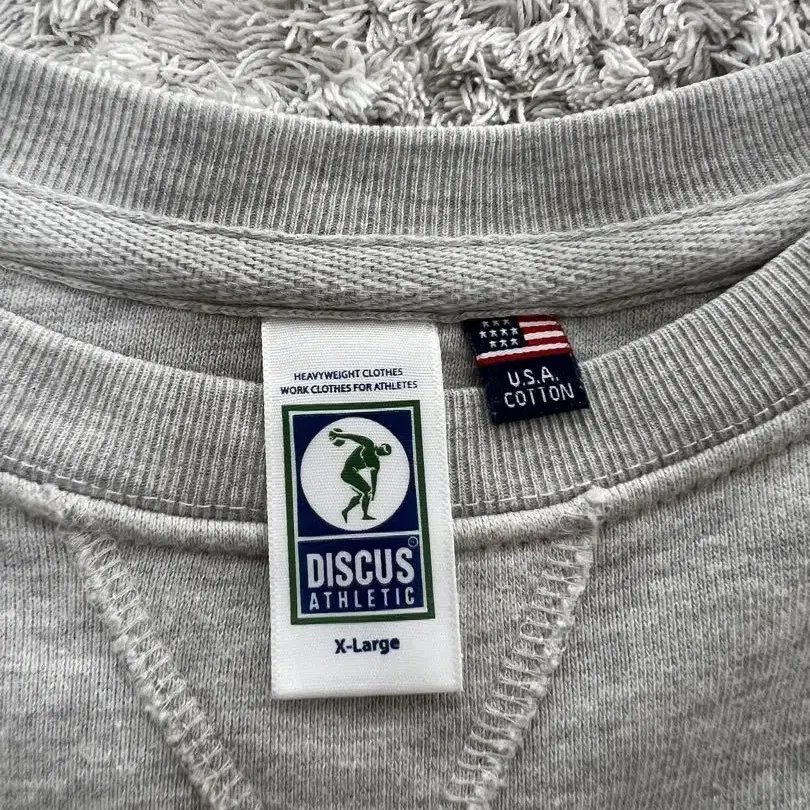 HEAVYWEIGHT CLOTHES
WORK CLOTHES FOR ATHLETES
DISCUS
ATHLETIC
X-Large
U.S.A.
COTTON